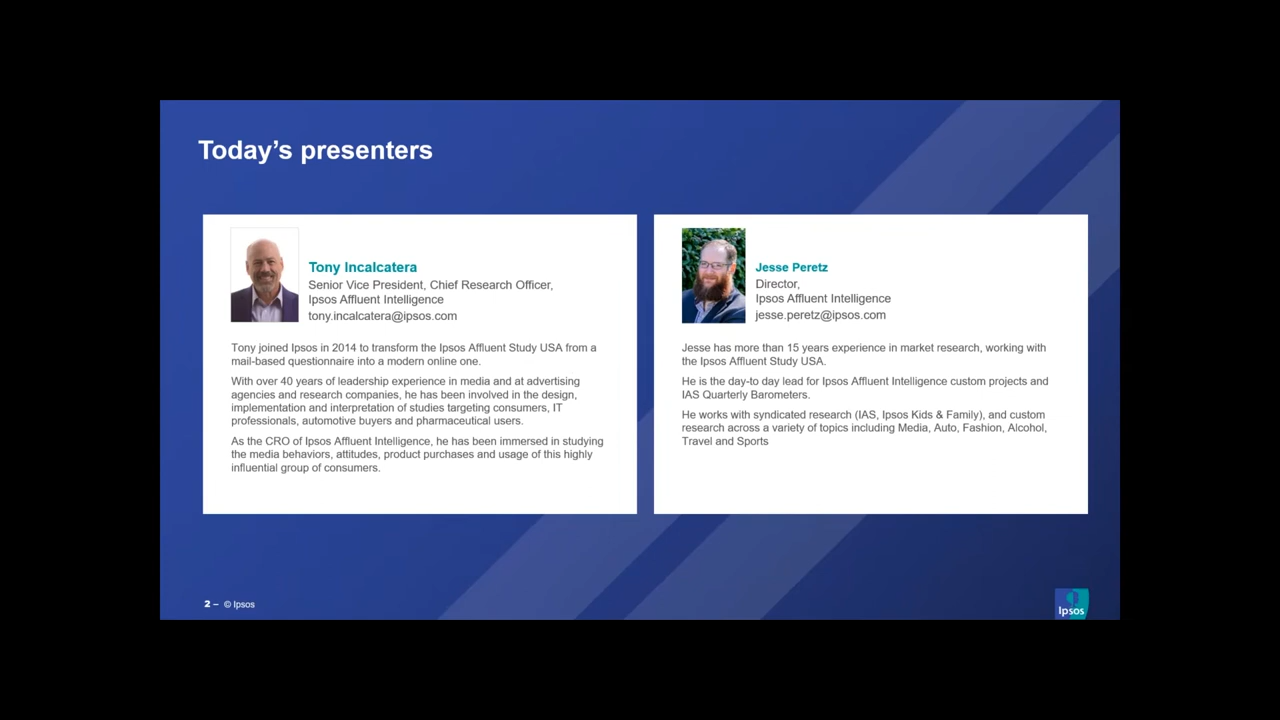 Today’s presenters
Tony Incalcatera
Senior Vice President, Chief Research Officer,
Ipsos Affluent Intelligence
tony.incalcatera@ipsos.com
Tony joined Ipsos in 2014 to transform the Ipsos Affluent Study USA from a
mail-based questionnaire into a modern online one.
With over 40 years of leadership experience in media and at advertising
agencies and research companies, he has been involved in the design,
implementation and interpretation of studies targeting consumers, IT
professionals, automotive buyers and pharmaceutical users.
As the CRO of Ipsos Affluent Intelligence, he has been immersed in studying
the media behaviors, attitudes, product purchases and usage of this highly
influential group of consumers.
Jesse Peretz
Director,
Ipsos Affluent Intelligence
jesse.peretz@ipsos.com
Jesse has more than 15 years experience in market research, working with
the Ipsos Affluent Study USA.
He is the day-to day lead for Ipsos Affluent Intelligence custom projects and
IAS Quarterly Barometers.
He works with syndicated research (IAS, Ipsos Kids & Family), and custom
research across a variety of topics including Media, Auto, Fashion, Alcohol,
Travel and Sports
2 – © Ipsos
Ipsos